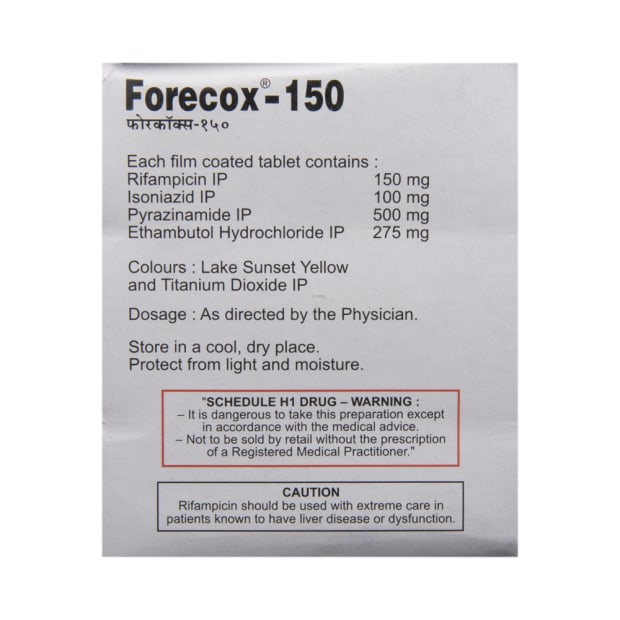 Forecox®-150
फोरकॉक्स-१५०
Each film coated tablet contains :
Rifampicin IP 150 mg
Isoniazid IP 100 mg
Pyrazinamide IP 500 mg
Ethambutol Hydrochloride IP 275 mg
Colours : Lake Sunset Yellow
and Titanium Dioxide IP
Dosage : As directed by the Physician.
Store in a cool, dry place.
Protect from light and moisture.
"SCHEDULE H1 DRUG – WARNING :
– It is dangerous to take this preparation except
in accordance with the medical advice.
– Not to be sold by retail without the prescription
of a Registered Medical Practitioner."
CAUTION
Rifampicin should be used with extreme care in
patients known to have liver disease or dysfunction.